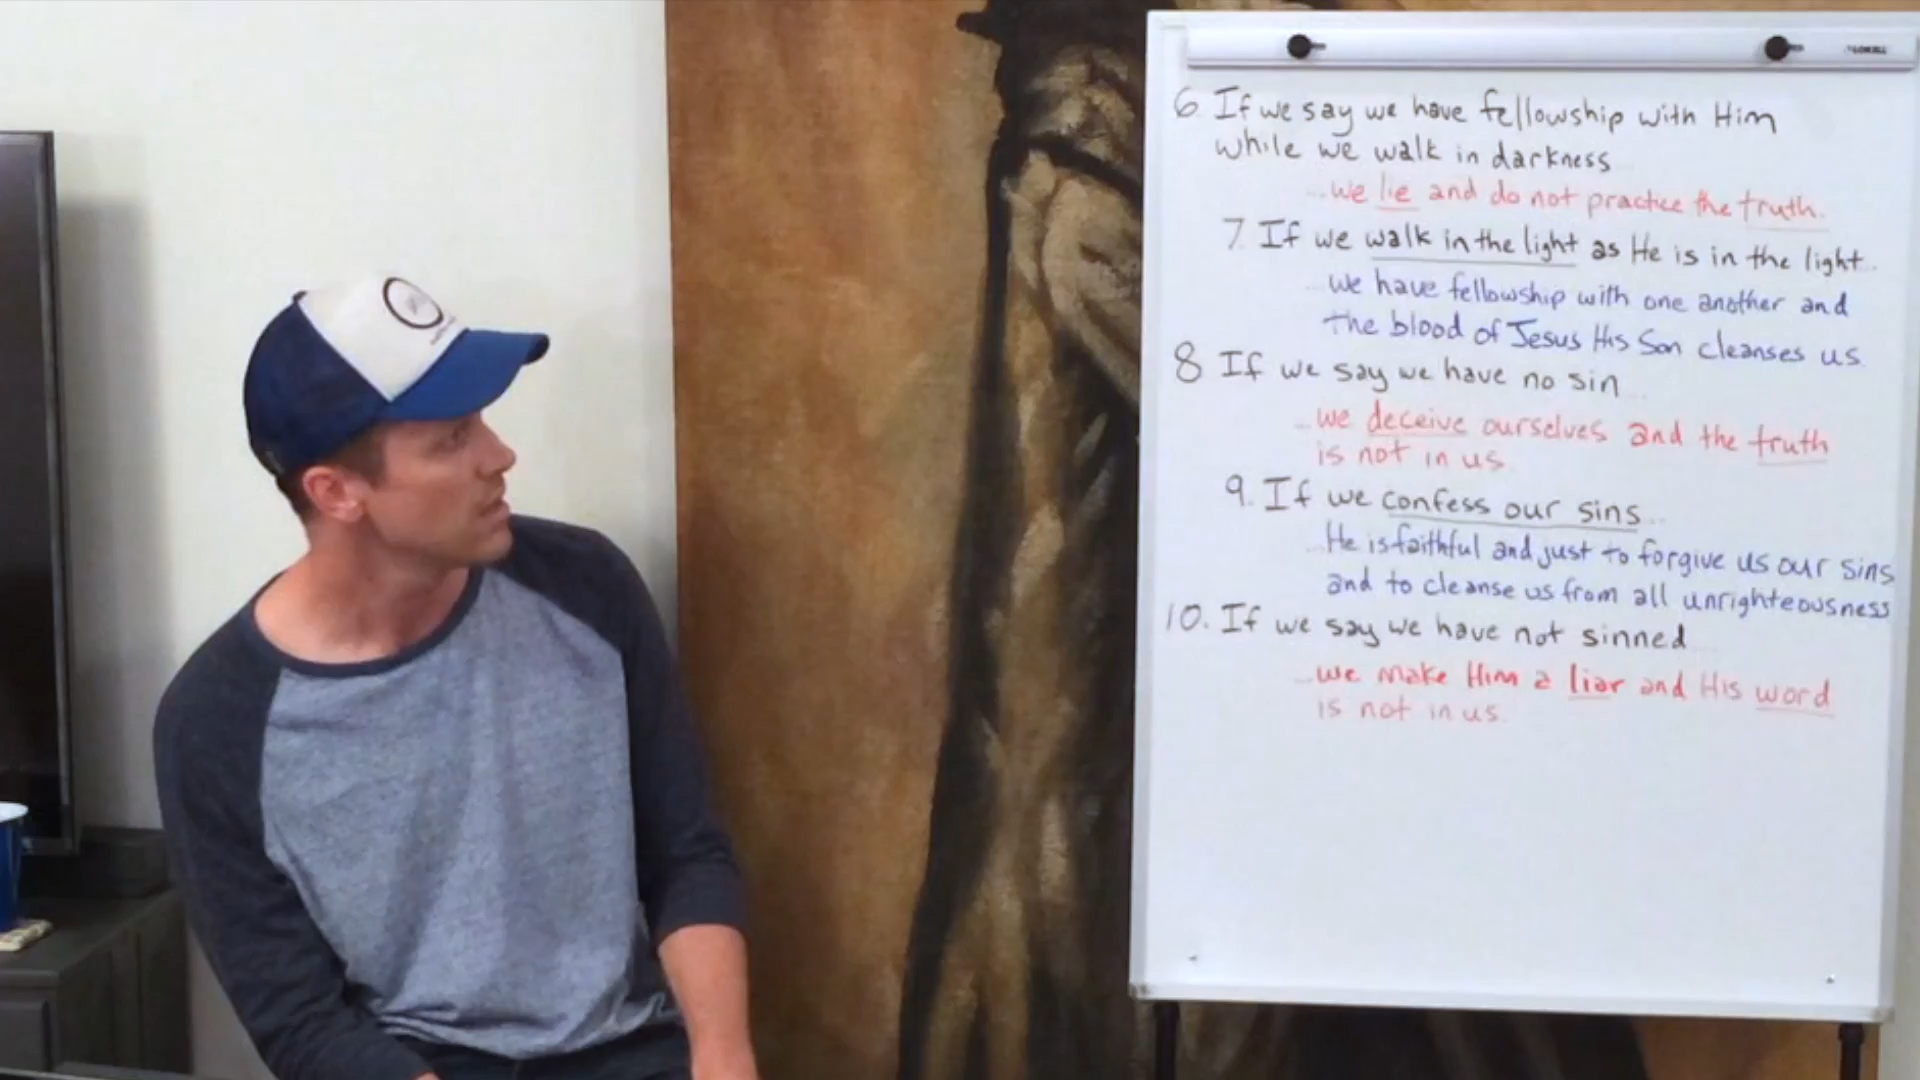 6. If we say we have fellowship with Him
while we walk in darkness
...we lie and do not practice the truth.
7. If we walk in the light as He is in the light..
...we have fellowship with one another and
the blood of Jesus His Son cleanses us.
8 If we say we have no sin...
...we deceive ourselves and the truth
is not in us.
9. If we confess our sins...
...He is faithful and just to forgive us our sins
and to cleanse us from all unrighteousness
10. If we say we have not sinned...
...we make Him a liar and His word
is not in us.